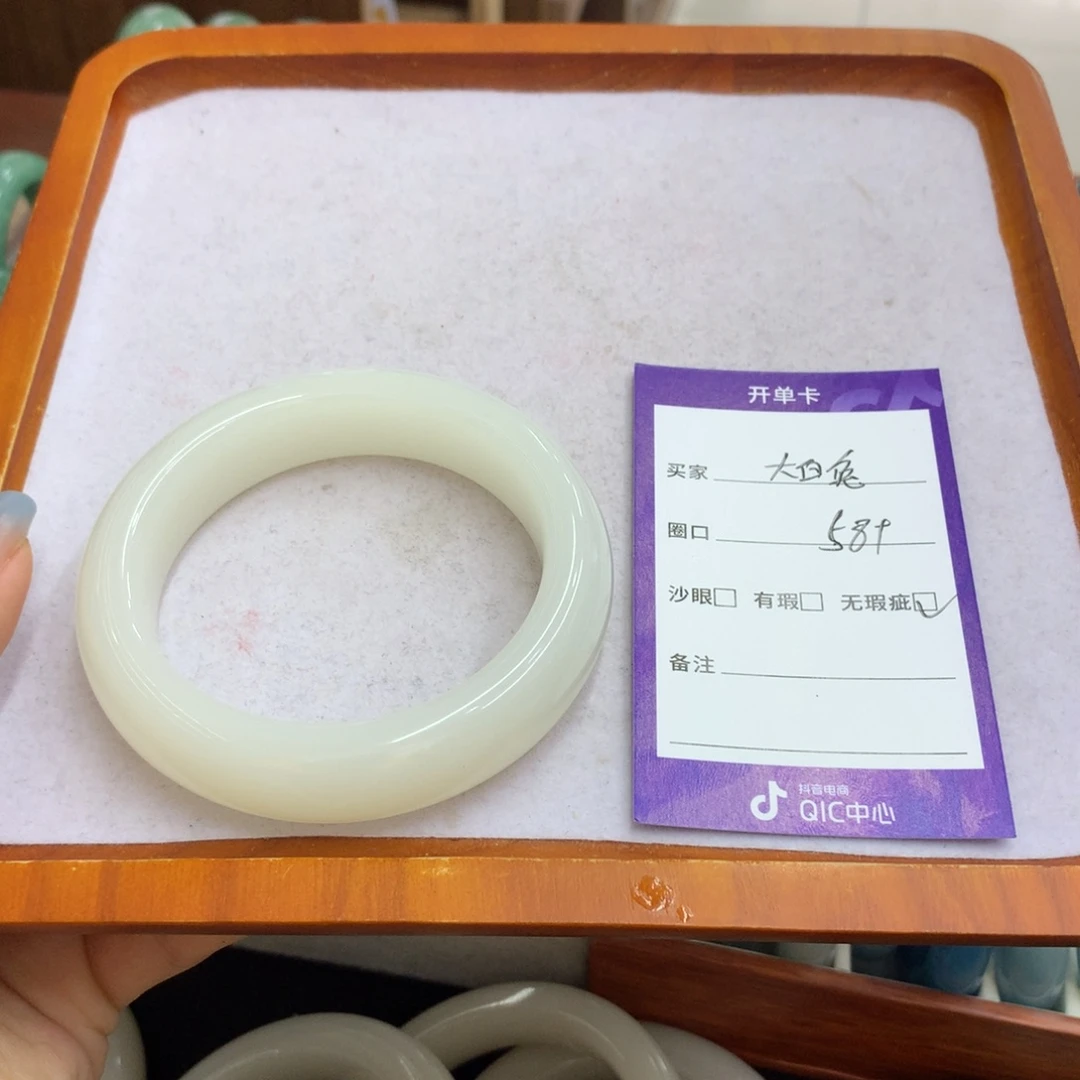 开单卡
买家 大白兔
圈口 58+
沙眼□ 有瑕□ 无瑕疵☑
备注
抖音电商
QIC中心